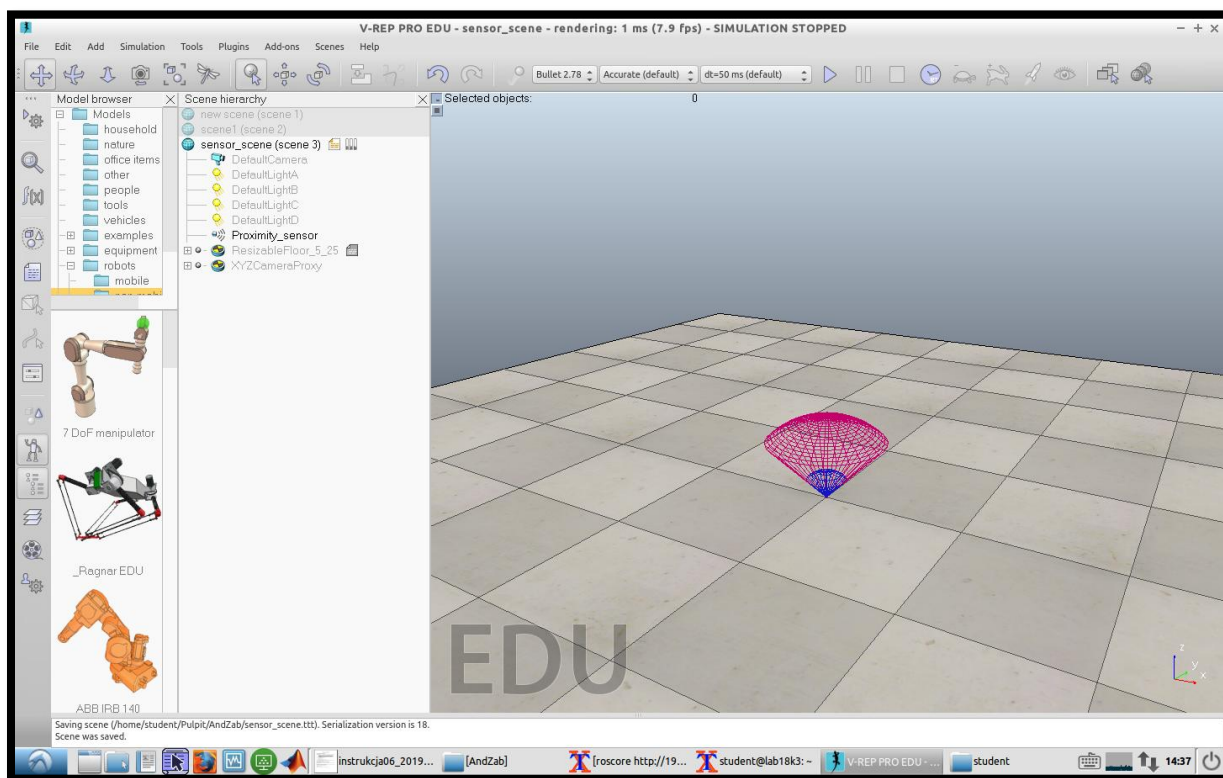 V-REP PRO EDU - sensor_scene - rendering: 1 ms (7.9 fps) - SIMULATION STOPPED
File Edit Add Simulation Tools Plugins Add-ons Scenes Help
Bullet 2.78 Accurate (default) dt=50 ms (default)
Model browser
Models
household
nature
office items
other
people
tools
vehicles
examples
equipment
robots
mobile
7 DoF manipulator
_Ragnar EDU
ABB IRB 140
Scene hierarchy
new scene (scene 1)
scene1 (scene 2)
sensor_scene (scene 3)
DefaultCamera
DefaultLightA
DefaultLightB
DefaultLightC
DefaultLightD
Proximity_sensor
ResizableFloor_5_25
XYZCameraProxy
Selected objects: 0
EDU
z
y
x
Saving scene (/home/student/Pulpit/AndZab/sensor_scene.ttt). Serialization version is 18.
Scene was saved.
instrukcja06_2019... [AndZab] [roscore http://19... student@lab18k3: ~ V-REP PRO EDU - ... student 14:37